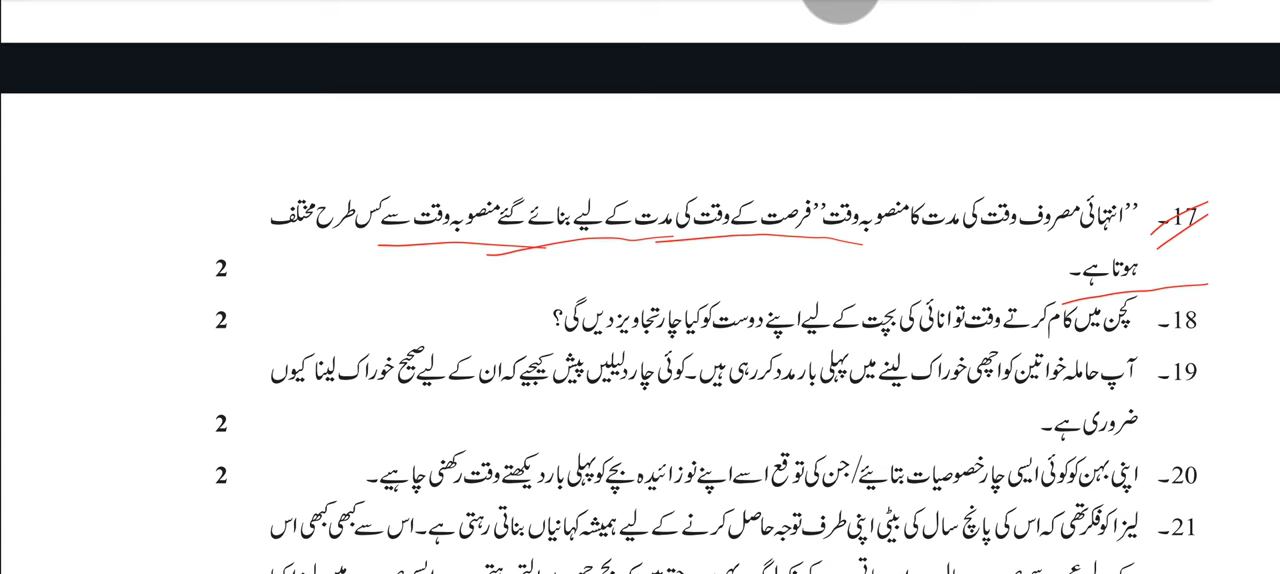 17۔ ’’انتہائی مصروف وقت کی مدت کا منصوبہ وقت‘‘ فرصت کے وقت کی مدت کے لیے بنائے گئے منصوبہ وقت سے کس طرح مختلف
ہوتا ہے۔ 2
18۔ کچن میں کام کرتے وقت توانائی کی بچت کے لیے اپنے دوست کو کیا چار تجاویز دیں گی؟ 2
19۔ آپ حاملہ خواتین کو اچھی خوراک لینے میں پہلی بار مدد کر رہی ہیں۔ کوئی چار دلیلیں پیش کیجیے کہ ان کے لیے صحیح خوراک لینا کیوں
ضروری ہے۔ 2
20۔ اپنی بہن کو کوئی ایسی چار خصوصیات بتائیے/جن کی توقع اسے اپنے نوزائیدہ بچے کو پہلی بار دیکھتے وقت رکھنی چاہیے۔ 2
21۔ لیزا کو فکر تھی کہ اس کی پانچ سال کی بیٹی اپنی طرف توجہ حاصل کرنے کے لیے ہمیشہ کہانیاں بناتی رہتی ہے۔ اس سے کبھی کبھی اس